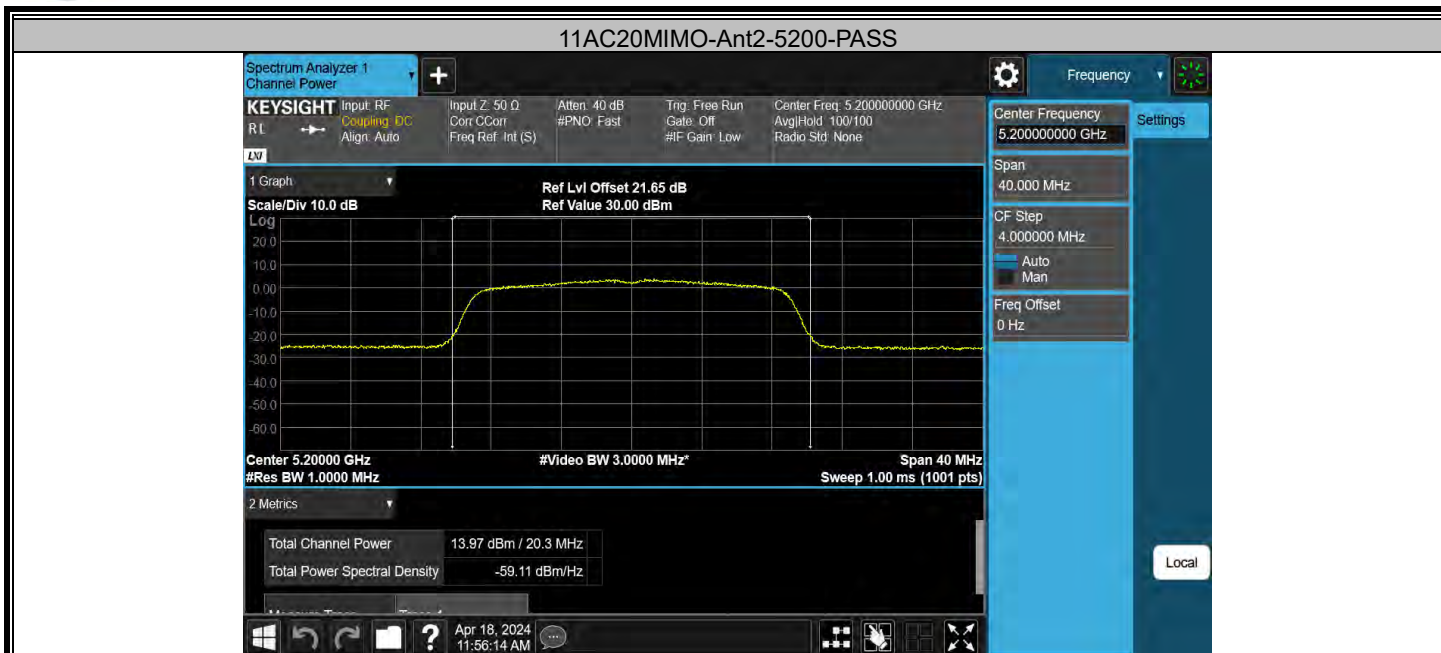 11AC20MIMO-Ant2-5200-PASS
Spectrum Analyzer 1
Channel Power
+
Frequency
KEYSIGHT
RL
LXI
Input: RF
Coupling: DC
Align: Auto
Input Z: 50 Ω
Corr CCorr
Freq Ref: Int (S)
Atten: 40 dB
#PNO: Fast
Trig: Free Run
Gate: Off
#IF Gain: Low
Center Freq: 5.200000000 GHz
Avg|Hold: 100/100
Radio Std: None
Center Frequency
5.200000000 GHz
Settings
Span
40.000 MHz
CF Step
4.000000 MHz
Auto
Man
Freq Offset
0 Hz
1 Graph
Scale/Div 10.0 dB
Ref Lvl Offset 21.65 dB
Ref Value 30.00 dBm
Log
20.0
10.0
0.00
-10.0
-20.0
-30.0
-40.0
-50.0
-60.0
Center 5.20000 GHz
#Res BW 1.0000 MHz
#Video BW 3.0000 MHz*
Span 40 MHz
Sweep 1.00 ms (1001 pts)
2 Metrics
Total Channel Power 13.97 dBm / 20.3 MHz
Total Power Spectral Density -59.11 dBm/Hz
Local
?
Apr 18, 2024
11:56:14 AM